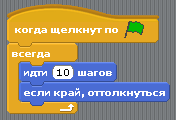 когда щелкнут по
всегда
идти 10 шагов
если край, оттолкнуться